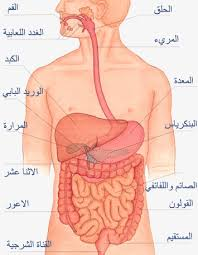 الفم
الحلق
الغدد اللعابية
المريء
الكبد
المعدة
الوريد البابي
البنكرياس
المرارة
الاثنا عشر
الصائم واللفائفي
القولون
الاعور
المستقيم
القناة الشرجية